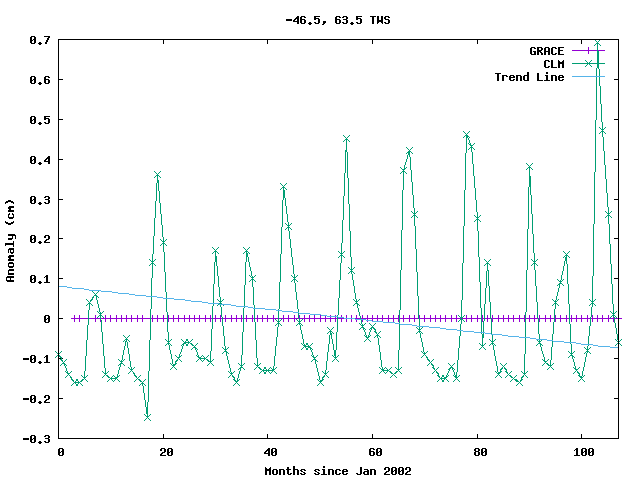 -46.5, 63.5 TWS
GRACE
CLM
Trend Line
0.7
0.6
0.5
0.4
0.3
0.2
0.1
0
-0.1
-0.2
-0.3
Anomaly (cm)
0 20 40 60 80 100
Months since Jan 2002